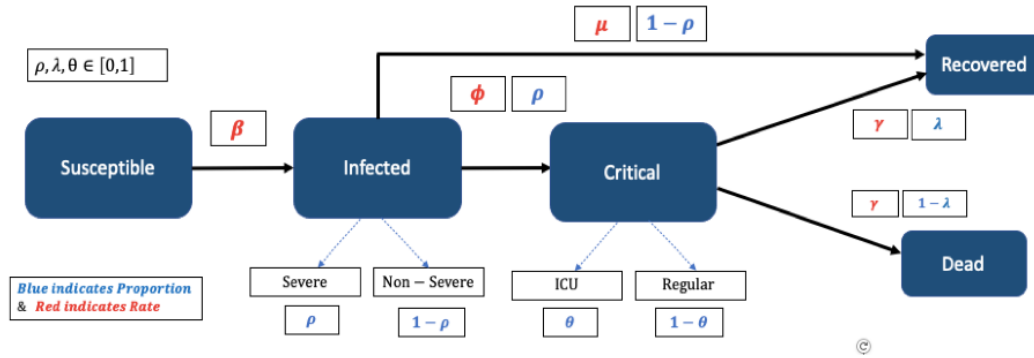 μ 1 − ρ
ρ, λ, θ ∈ [0,1]
Recovered
ϕ ρ
β
γ λ
Susceptible
Infected
Critical
γ 1 − λ
Dead
Severe
Non − Severe
ICU
Regular
Blue indicates Proportion
& Red indicates Rate
ρ
1 − ρ
θ
1 − θ